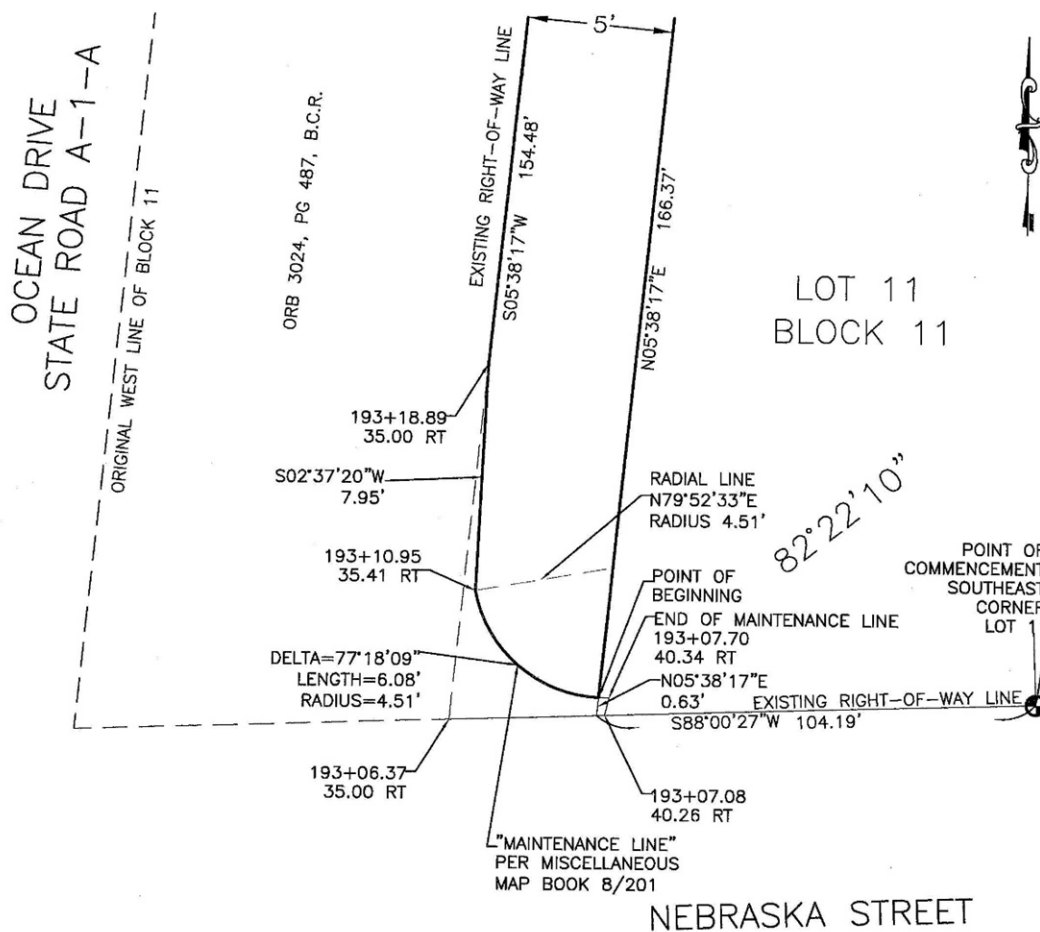 5'
OCEAN DRIVE
STATE ROAD A-1-A
ORIGINAL WEST LINE OF BLOCK 11
ORB 3024, PG 487, B.C.R.
EXISTING RIGHT-OF-WAY LINE
S05°38'17"W 154.48'
N05°38'17"E 166.37'
LOT 11
BLOCK 11
193+18.89
35.00 RT
S02°37'20"W
7.95'
RADIAL LINE
N79°52'33"E
RADIUS 4.51'
82°22'10"
193+10.95
35.41 RT
POINT OF
COMMENCEMENT
SOUTHEAST
CORNER
LOT 1
POINT OF
BEGINNING
END OF MAINTENANCE LINE
193+07.70
40.34 RT
DELTA=77°18'09"
LENGTH=6.08'
RADIUS=4.51'
N05°38'17"E
0.63'
EXISTING RIGHT-OF-WAY LINE
S88°00'27"W 104.19'
193+06.37
35.00 RT
193+07.08
40.26 RT
"MAINTENANCE LINE"
PER MISCELLANEOUS
MAP BOOK 8/201
NEBRASKA STREET